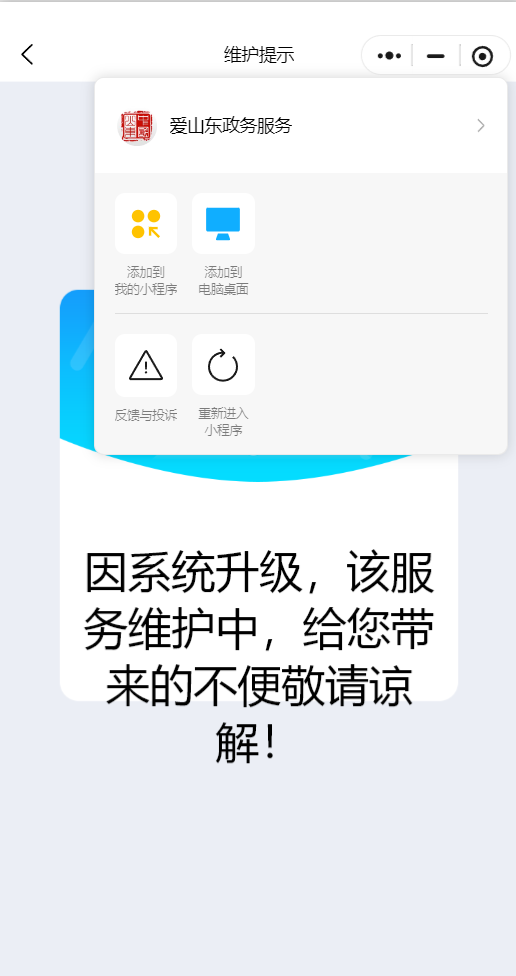 维护提示
爱山东政务服务
添加到
我的小程序
添加到
电脑桌面
反馈与投诉
重新进入
小程序
因系统升级，该服
务维护中，给您带
来的不便敬请谅
解！